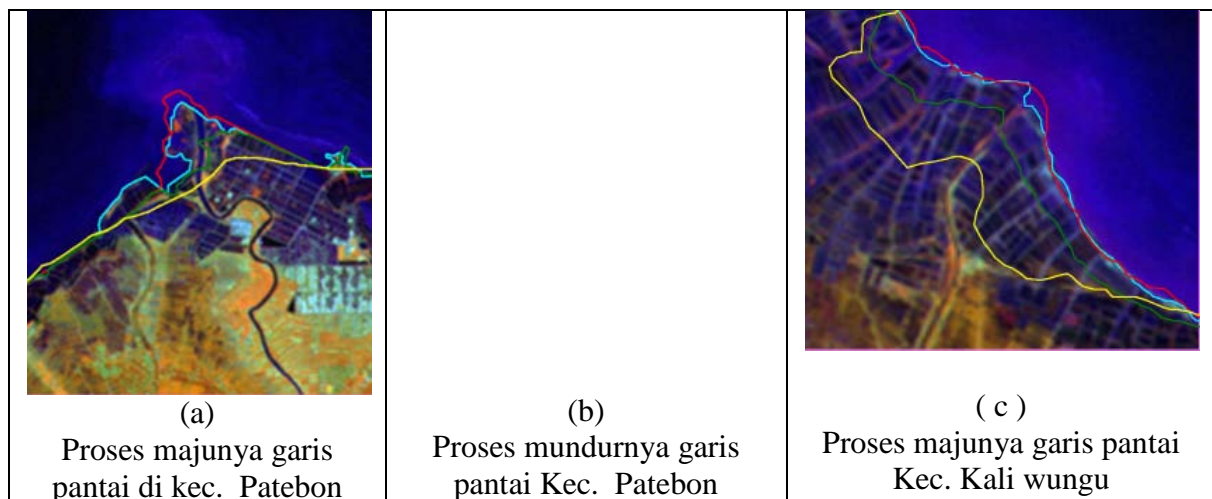 (a)
Proses majunya garis
pantai di kec. Patebon
(b)
Proses mundurnya garis
pantai Kec. Patebon
( c )
Proses majunya garis pantai
Kec. Kali wungu